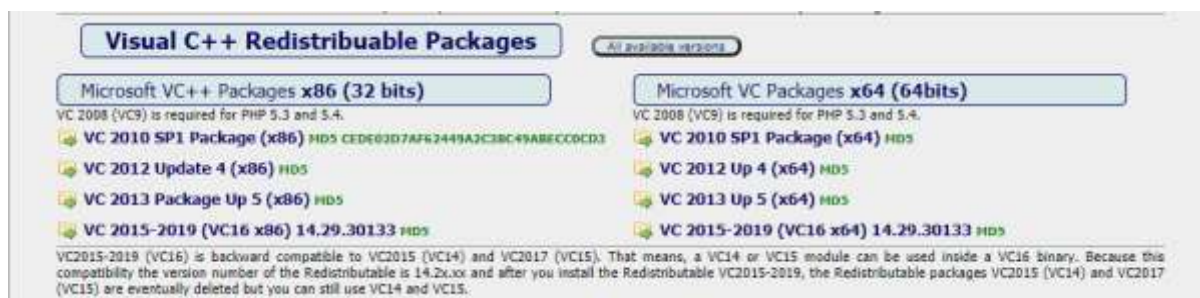 Visual C++ Redistribuable Packages
All available versions
Microsoft VC++ Packages x86 (32 bits)
VC 2008 (VC9) is required for PHP 5.3 and 5.4.
VC 2010 SP1 Package (x86) MD5 CEDE02D7AF62449A2C38C49ABECC0CD3
VC 2012 Update 4 (x86) MD5
VC 2013 Package Up 5 (x86) MD5
VC 2015-2019 (VC16 x86) 14.29.30133 MD5
Microsoft VC Packages x64 (64bits)
VC 2008 (VC9) is required for PHP 5.3 and 5.4.
VC 2010 SP1 Package (x64) MD5
VC 2012 Up 4 (x64) MD5
VC 2013 Up 5 (x64) MD5
VC 2015-2019 (VC16 x64) 14.29.30133 MD5
VC2015-2019 (VC16) is backward compatible to VC2015 (VC14) and VC2017 (VC15). That means, a VC14 or VC15 module can be used inside a VC16 binary. Because this
compatibility the version number of the Redistributable is 14.2x.xx and after you install the Redistributable VC2015-2019, the Redistributable packages VC2015 (VC14) and VC2017
(VC15) are eventually deleted but you can still use VC14 and VC15.